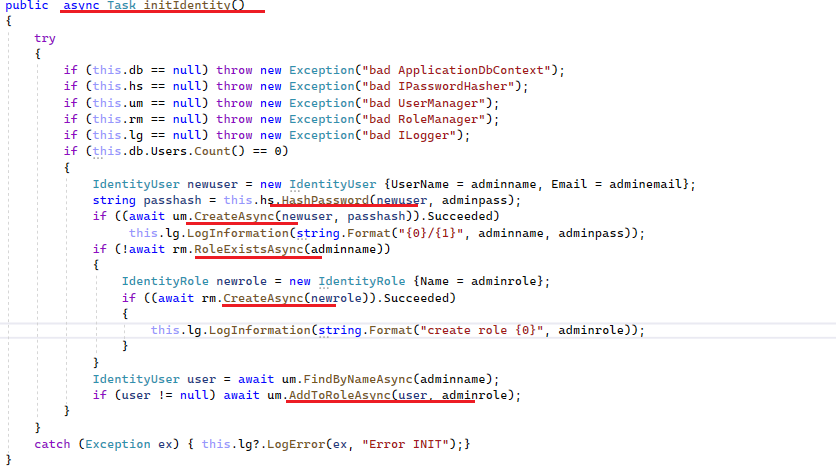 public async Task initIdentity()
{
try
{
if (this.db == null) throw new Exception("bad ApplicationDbContext");
if (this.hs == null) throw new Exception("bad IPasswordHasher");
if (this.um == null) throw new Exception("bad UserManager");
if (this.rm == null) throw new Exception("bad RoleManager");
if (this.lg == null) throw new Exception("bad ILogger");
if (this.db.Users.Count() == 0)
{
IdentityUser newuser = new IdentityUser {UserName = adminname, Email = adminemail};
string passhash = this.hs.HashPassword(newuser, adminpass);
if ((await um.CreateAsync(newuser, passhash)).Succeeded)
this.lg.LogInformation(string.Format("{0}/{1}", adminname, adminpass));
if (!await rm.RoleExistsAsync(adminname))
{
IdentityRole newrole = new IdentityRole {Name = adminrole};
if ((await rm.CreateAsync(newrole)).Succeeded)
{
this.lg.LogInformation(string.Format("create role {0}", adminrole));
}
}
IdentityUser user = await um.FindByNameAsync(adminname);
if (user != null) await um.AddToRoleAsync(user, adminrole);
}
}
catch (Exception ex) { this.lg?.LogError(ex, "Error INIT");}
}